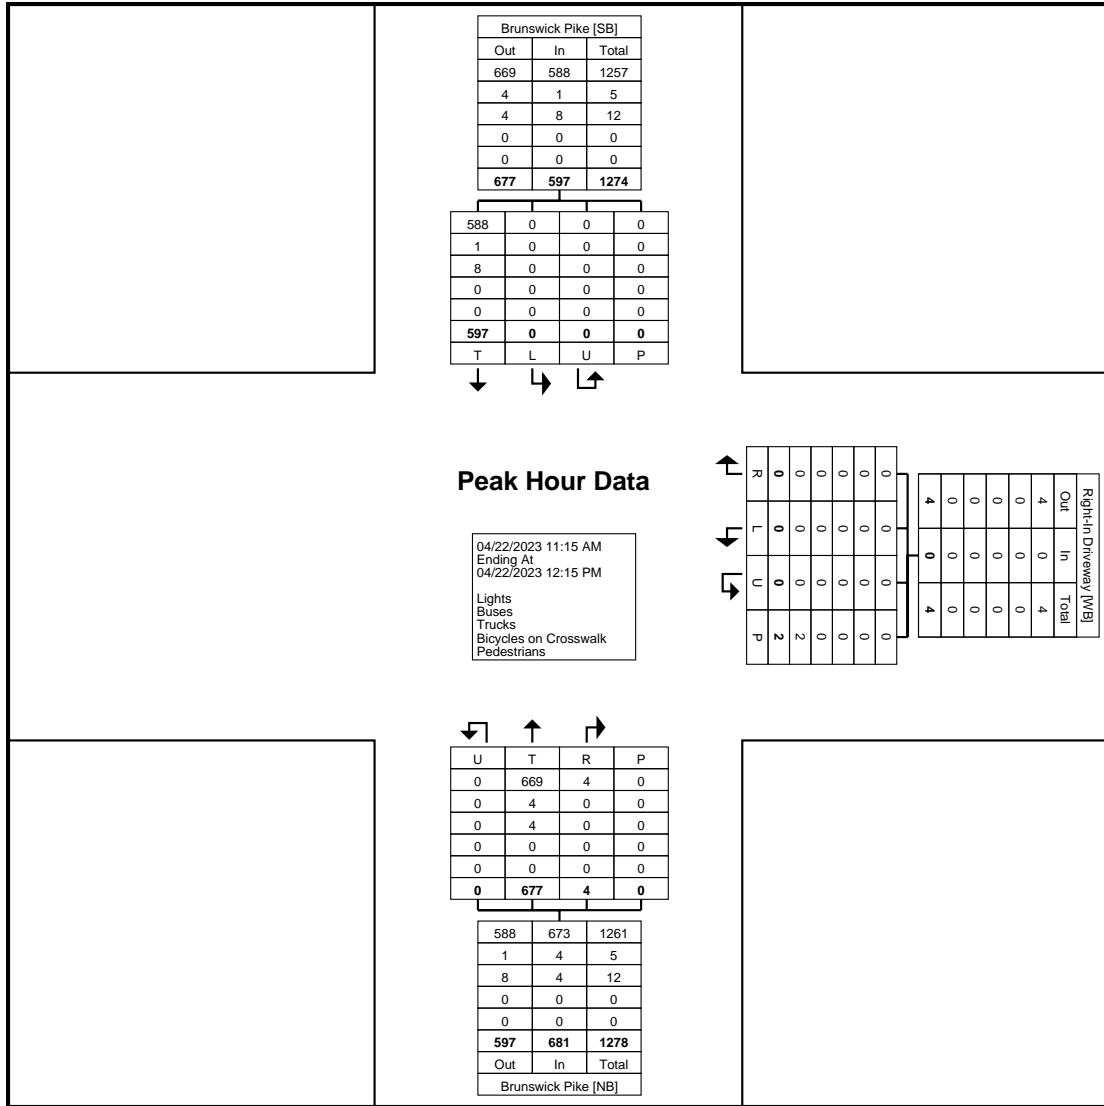 Brunswick Pike [SB]
Out In Total
669 588 1257
4 1 5
4 8 12
0 0 0
0 0 0
677 597 1274
588 0 0 0
1 0 0 0
8 0 0 0
0 0 0 0
0 0 0 0
597 0 0 0
T L U P
Peak Hour Data
04/22/2023 11:15 AM
Ending At
04/22/2023 12:15 PM
Lights
Buses
Trucks
Bicycles on Crosswalk
Pedestrians
Right-In Driveway [WB]
Out In Total
4 0 4
0 0 0
0 0 0
0 0 0
0 0 0
4 0 4
0 0 0 0
0 0 0 0
0 0 0 0
0 0 0 0
0 0 0 2
0 0 0 2
R L U P
U T R P
0 669 4 0
0 4 0 0
0 4 0 0
0 0 0 0
0 0 0 0
0 677 4 0
588 673 1261
1 4 5
8 4 12
0 0 0
0 0 0
597 681 1278
Out In Total
Brunswick Pike [NB]